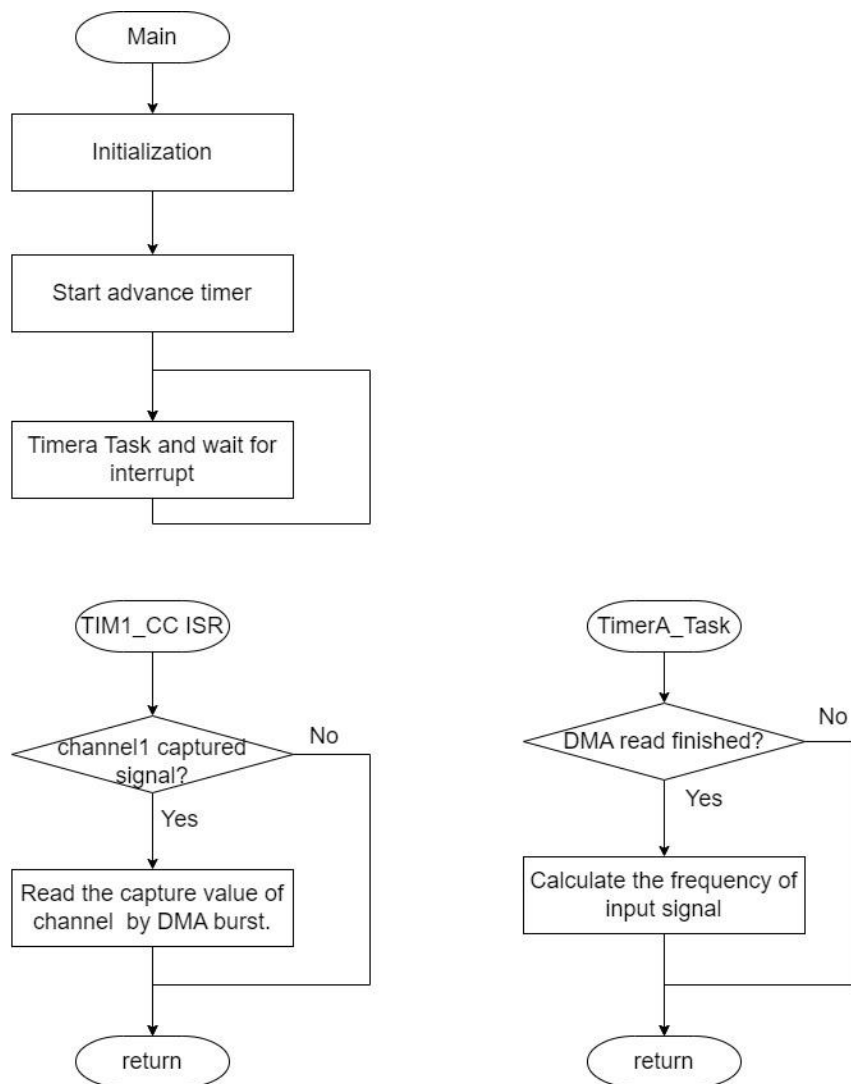 Main
Initialization
Start advance timer
Timera Task and wait for
interrupt
TIM1_CC ISR
channel1 captured
signal?
No
Yes
Read the capture value of
channel by DMA burst.
return
TimerA_Task
DMA read finished?
No
Yes
Calculate the frequency of
input signal
return